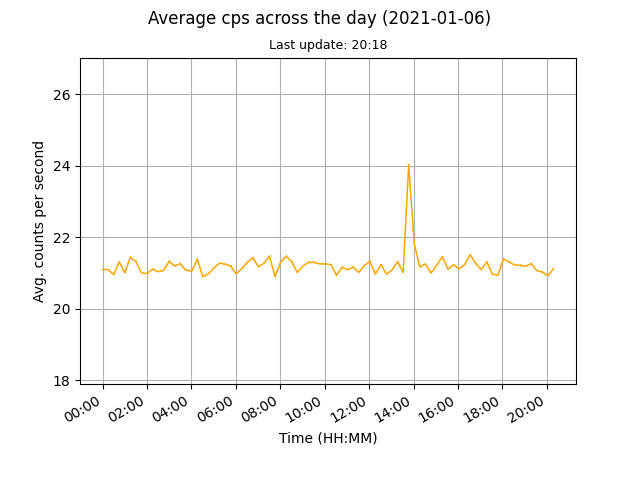 Average cps across the day (2021-01-06)
Last update: 20:18
26
24
22
20
18
Avg. counts per second
00:00 02:00 04:00 06:00 08:00 10:00 12:00 14:00 16:00 18:00 20:00
Time (HH:MM)